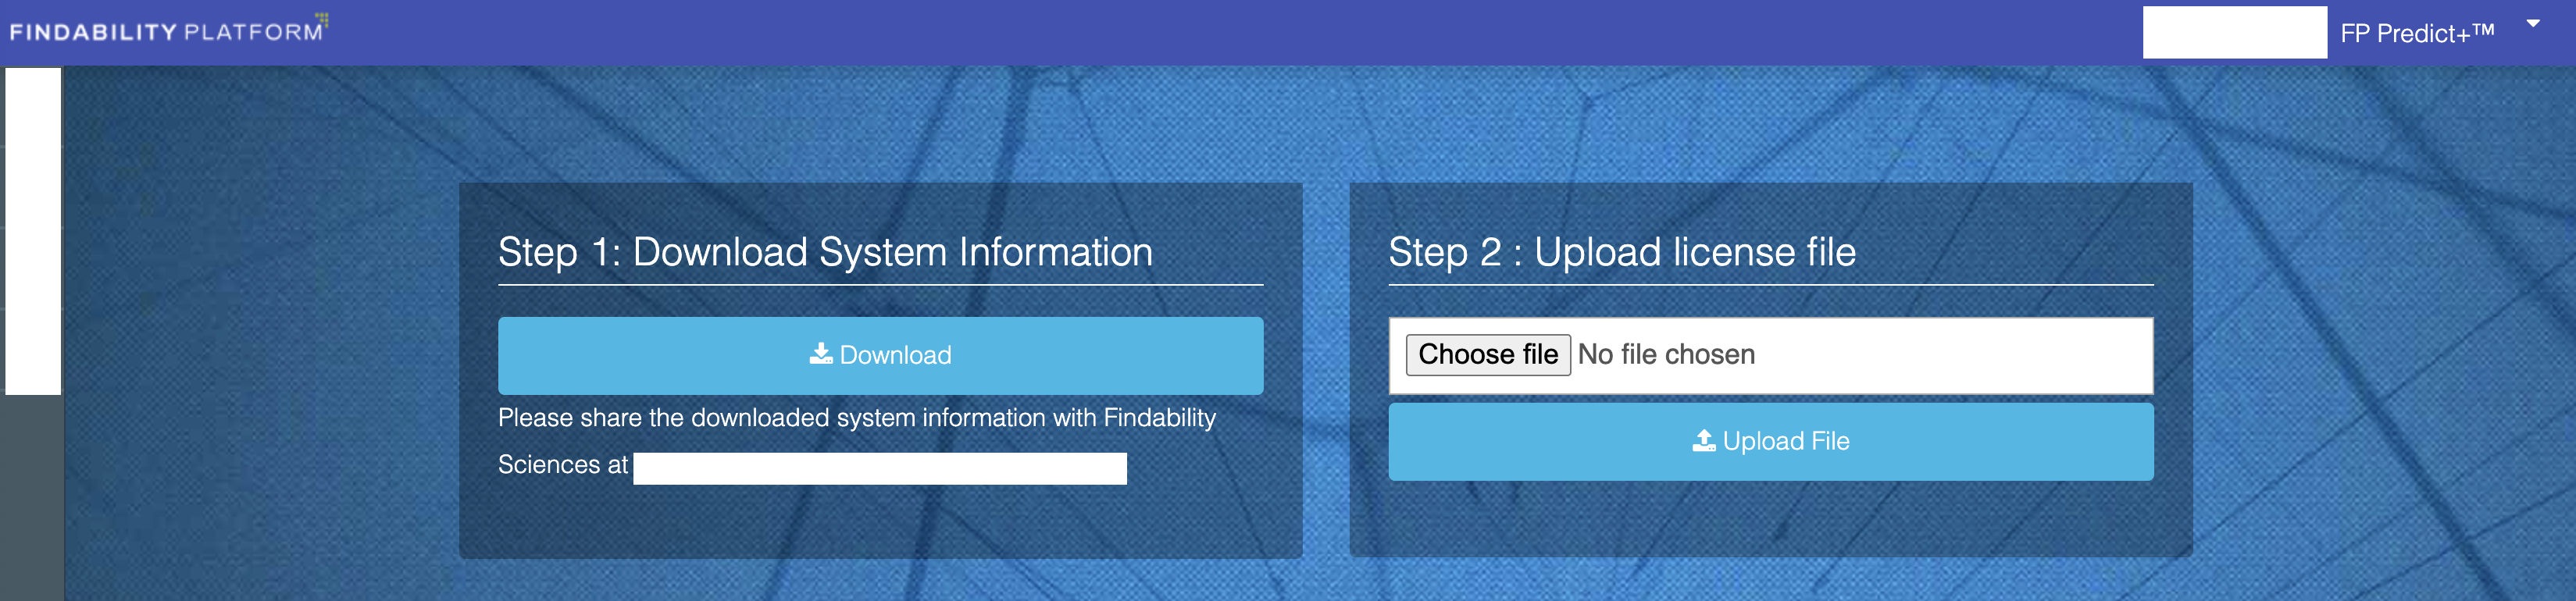 FINDABILITY PLATFORM
FP Predict+™
Step 1: Download System Information
Download
Please share the downloaded system information with Findability
Sciences at
Step 2 : Upload license file
Choose file No file chosen
Upload File